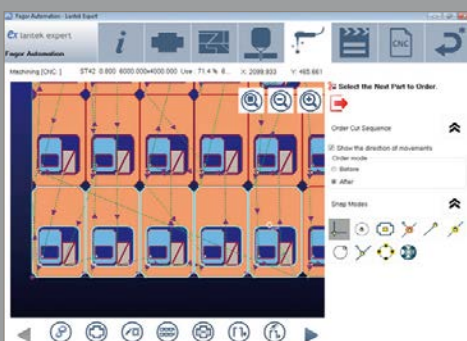 Fagor Automation - Lantek Expert
lantek expert
Fagor Automation
CNC
Machining [CNC: ] ST42 0.800 6000.000x4000.000 Use : 71.4 % 6... X: 2099.933 Y: 465.661
Select the Next Part to Order.
Order Cut Sequence
Show the direction of movements
Order mode
Before
After
Snap Modes